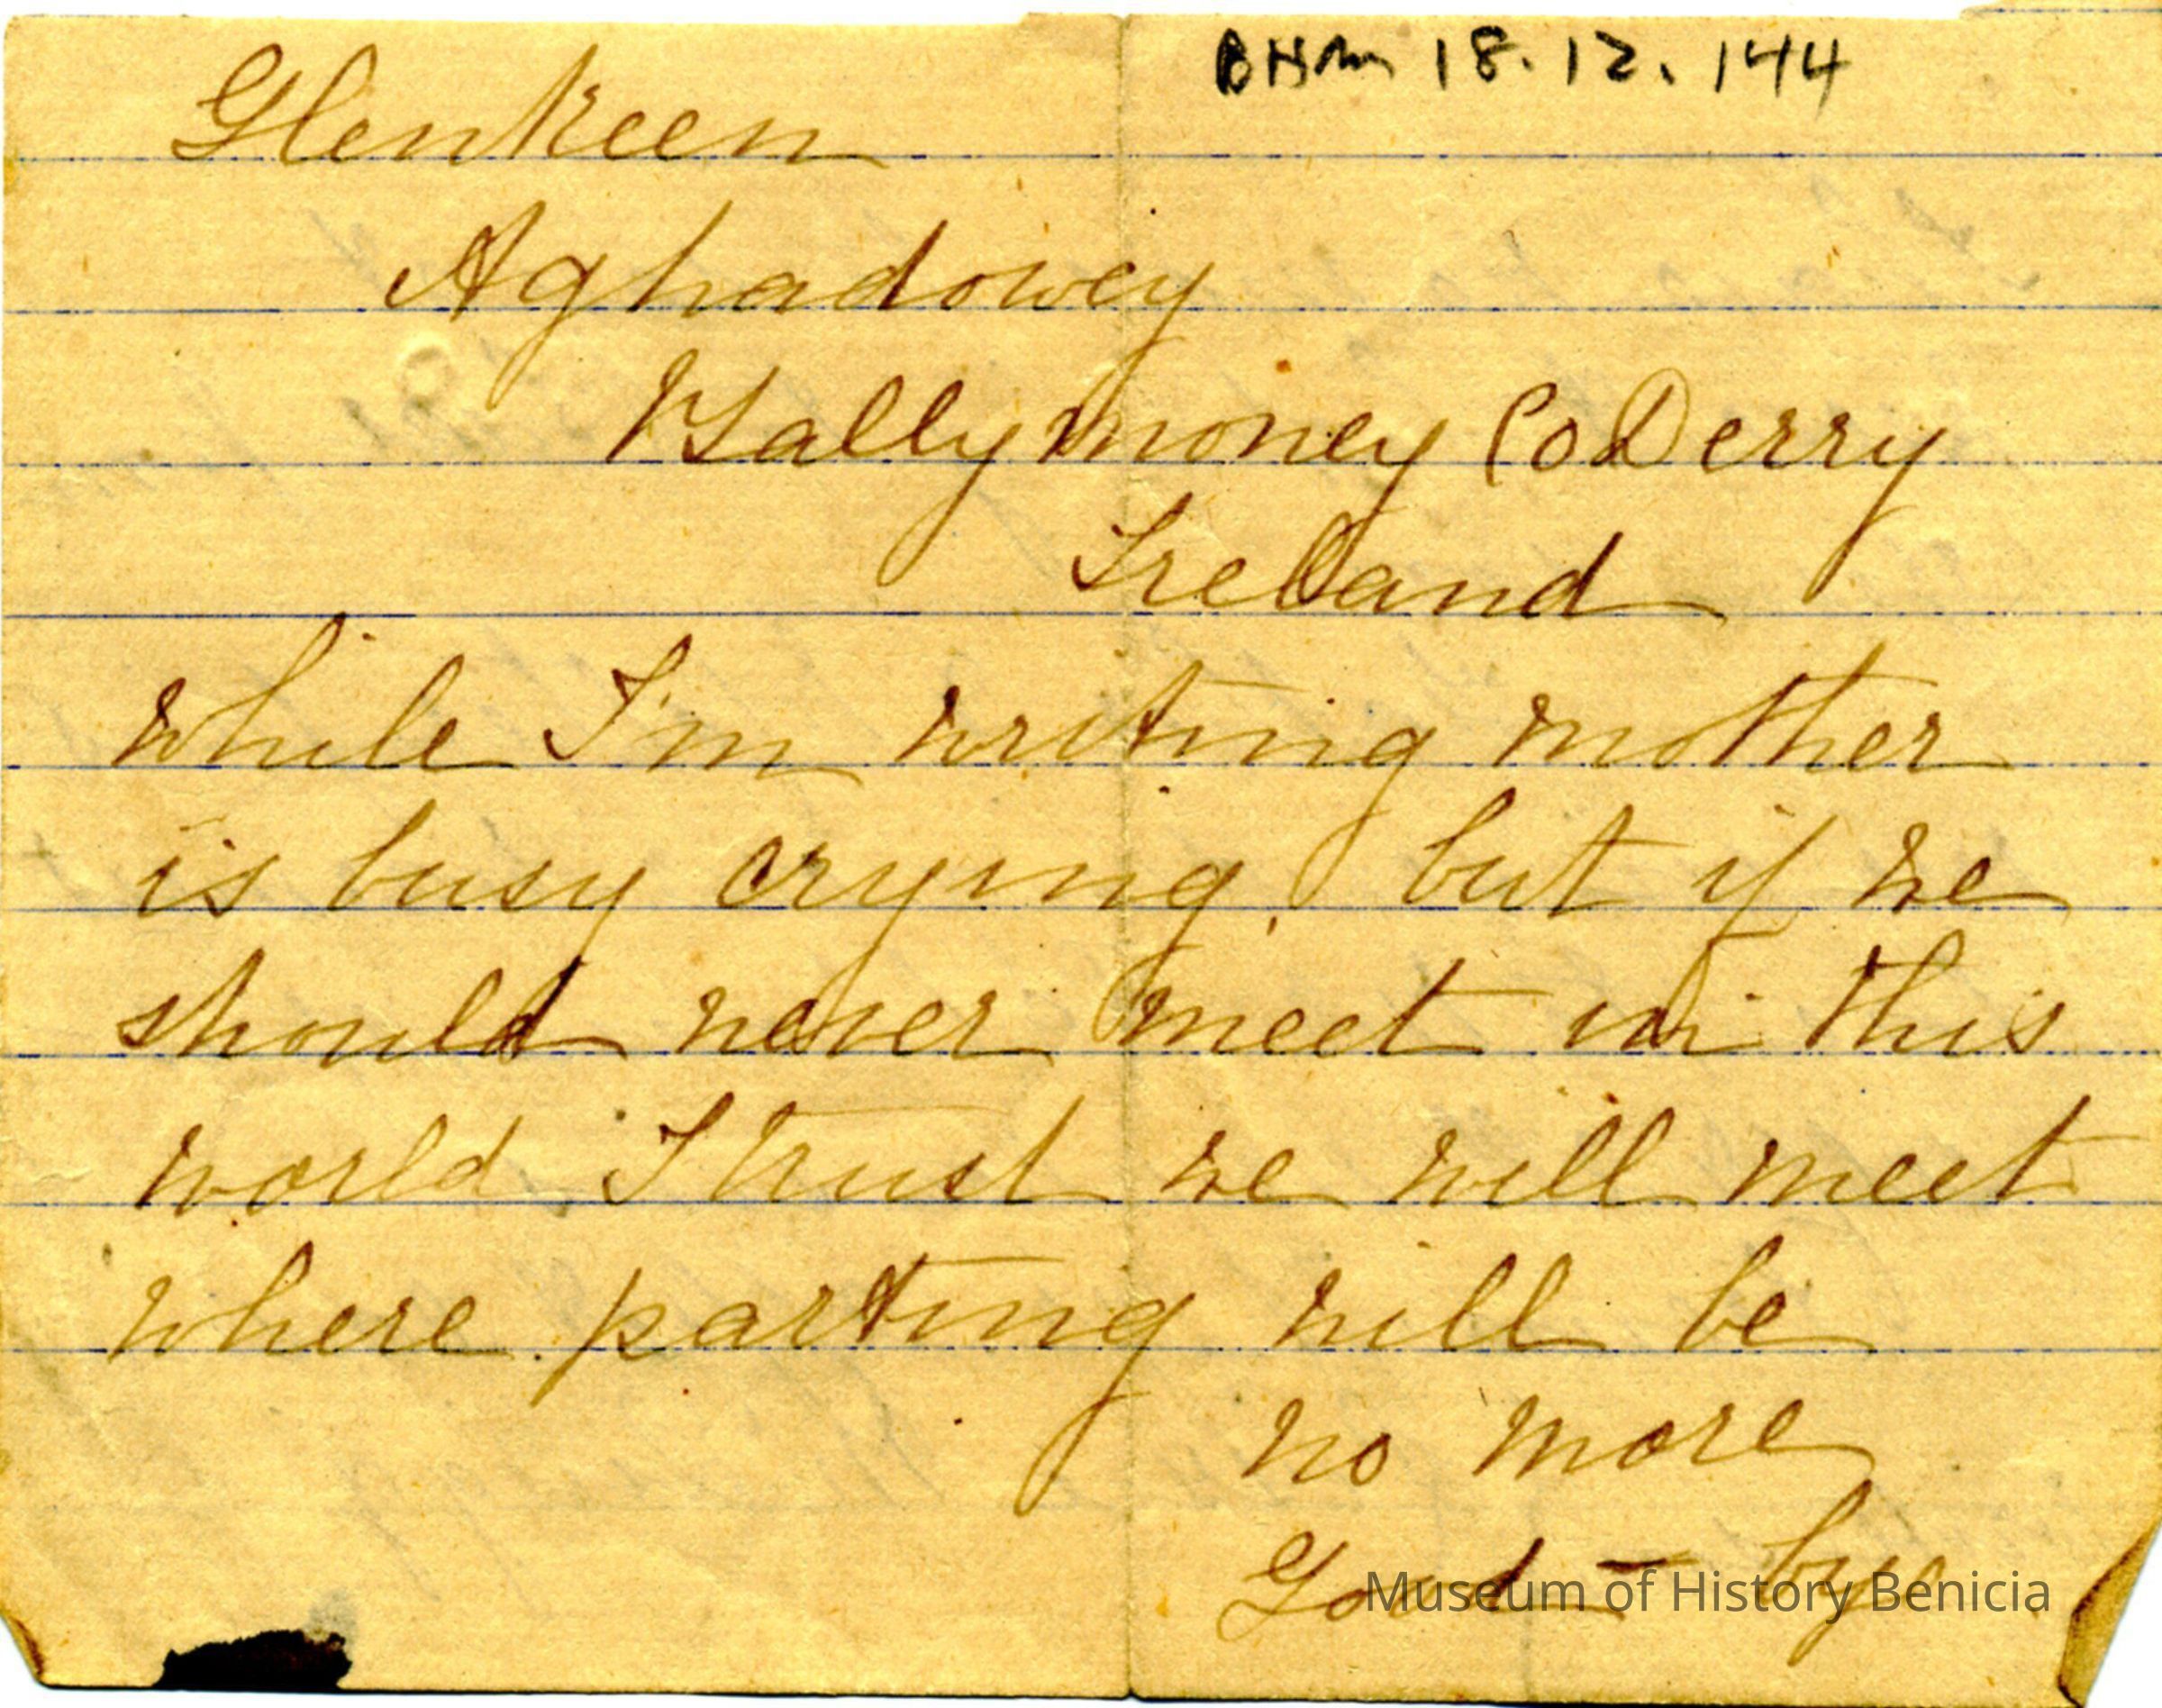 BHM 18.12.144
Glenkeen
Aghadowey
Ballymoney Co Derry
Ireland
while I'm writing mother
is busy crying, but if we
should never meet in this
world I trust we will meet
where parting will be
no more
Good - bye
Museum of History Benicia